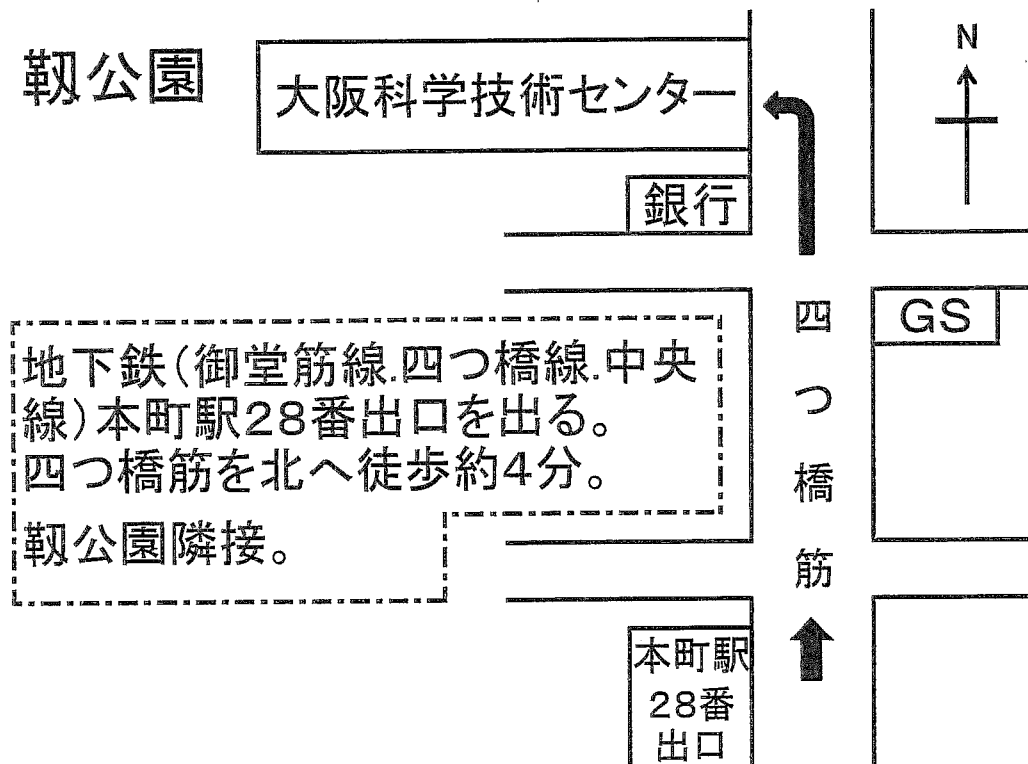 靱公園
大阪科学技術センター
N
銀行
GS
四つ橋筋
地下鉄(御堂筋線.四つ橋線.中央
線)本町駅28番出口を出る。
四つ橋筋を北へ徒歩約4分。
靱公園隣接。
本町駅
28番
出口